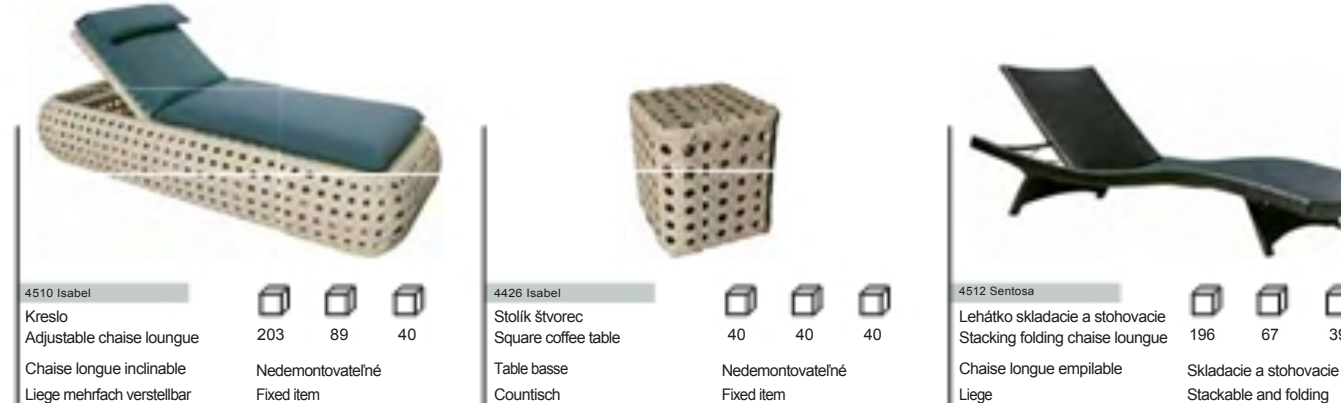 4510 Isabel
Kreslo
Adjustable chaise loungue
203 89 40
Chaise longue inclinable
Nedemontovateľné
Liege mehrfach verstellbar
Fixed item
4426 Isabel
Stolík štvorec
Square coffee table
40 40 40
Table basse
Nedemontovateľné
Countisch
Fixed item
4512 Sentosa
Lehátko skladacie a stohovacie
Stacking folding chaise loungue
196 67 39
Chaise longue empilable
Skladacie a stohovacie
Liege
Stackable and folding